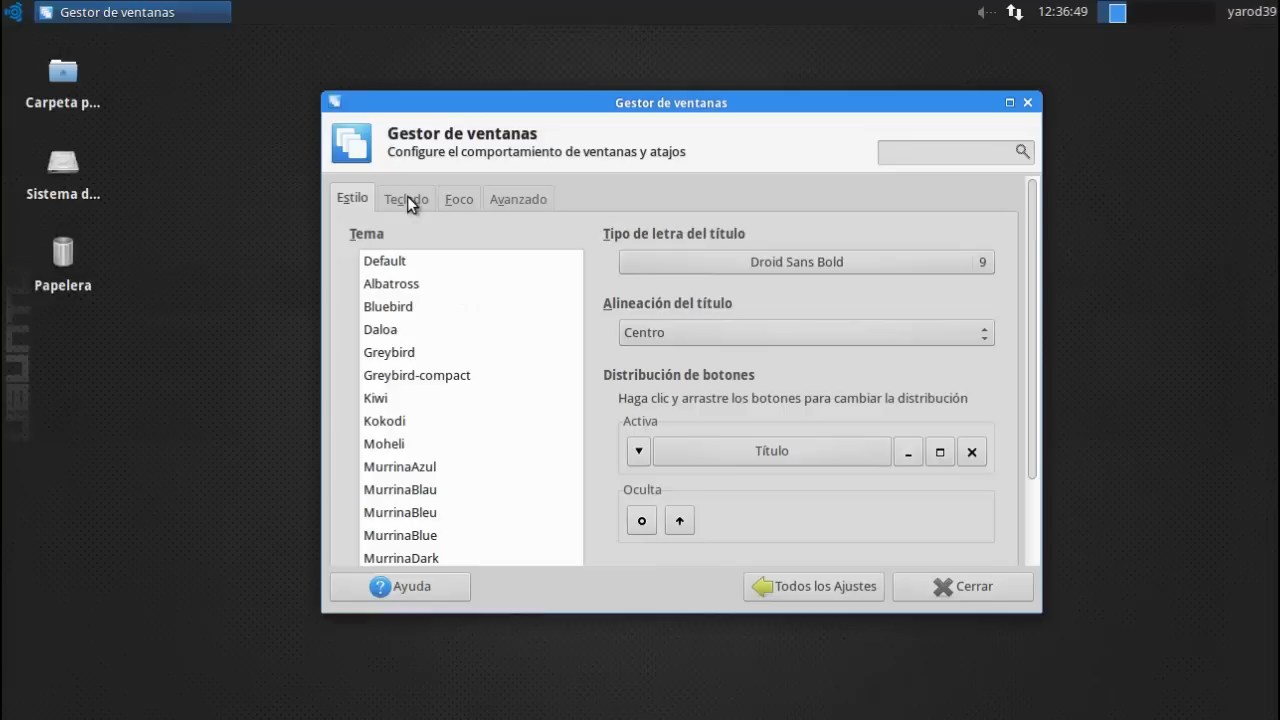 Gestor de ventanas
12:36:49
yarod39
Carpeta p...
Sistema d...
Papelera
Gestor de ventanas
Gestor de ventanas
Configure el comportamiento de ventanas y atajos
Estilo
Teclado
Foco
Avanzado
Tema
Default
Albatross
Bluebird
Daloa
Greybird
Greybird-compact
Kiwi
Kokodi
Moheli
MurrinaAzul
MurrinaBlau
MurrinaBleu
MurrinaBlue
MurrinaDark
Tipo de letra del título
Droid Sans Bold 9
Alineación del título
Centro
Distribución de botones
Haga clic y arrastre los botones para cambiar la distribución
Activa
Título
Oculta
Ayuda
Todos los Ajustes
Cerrar